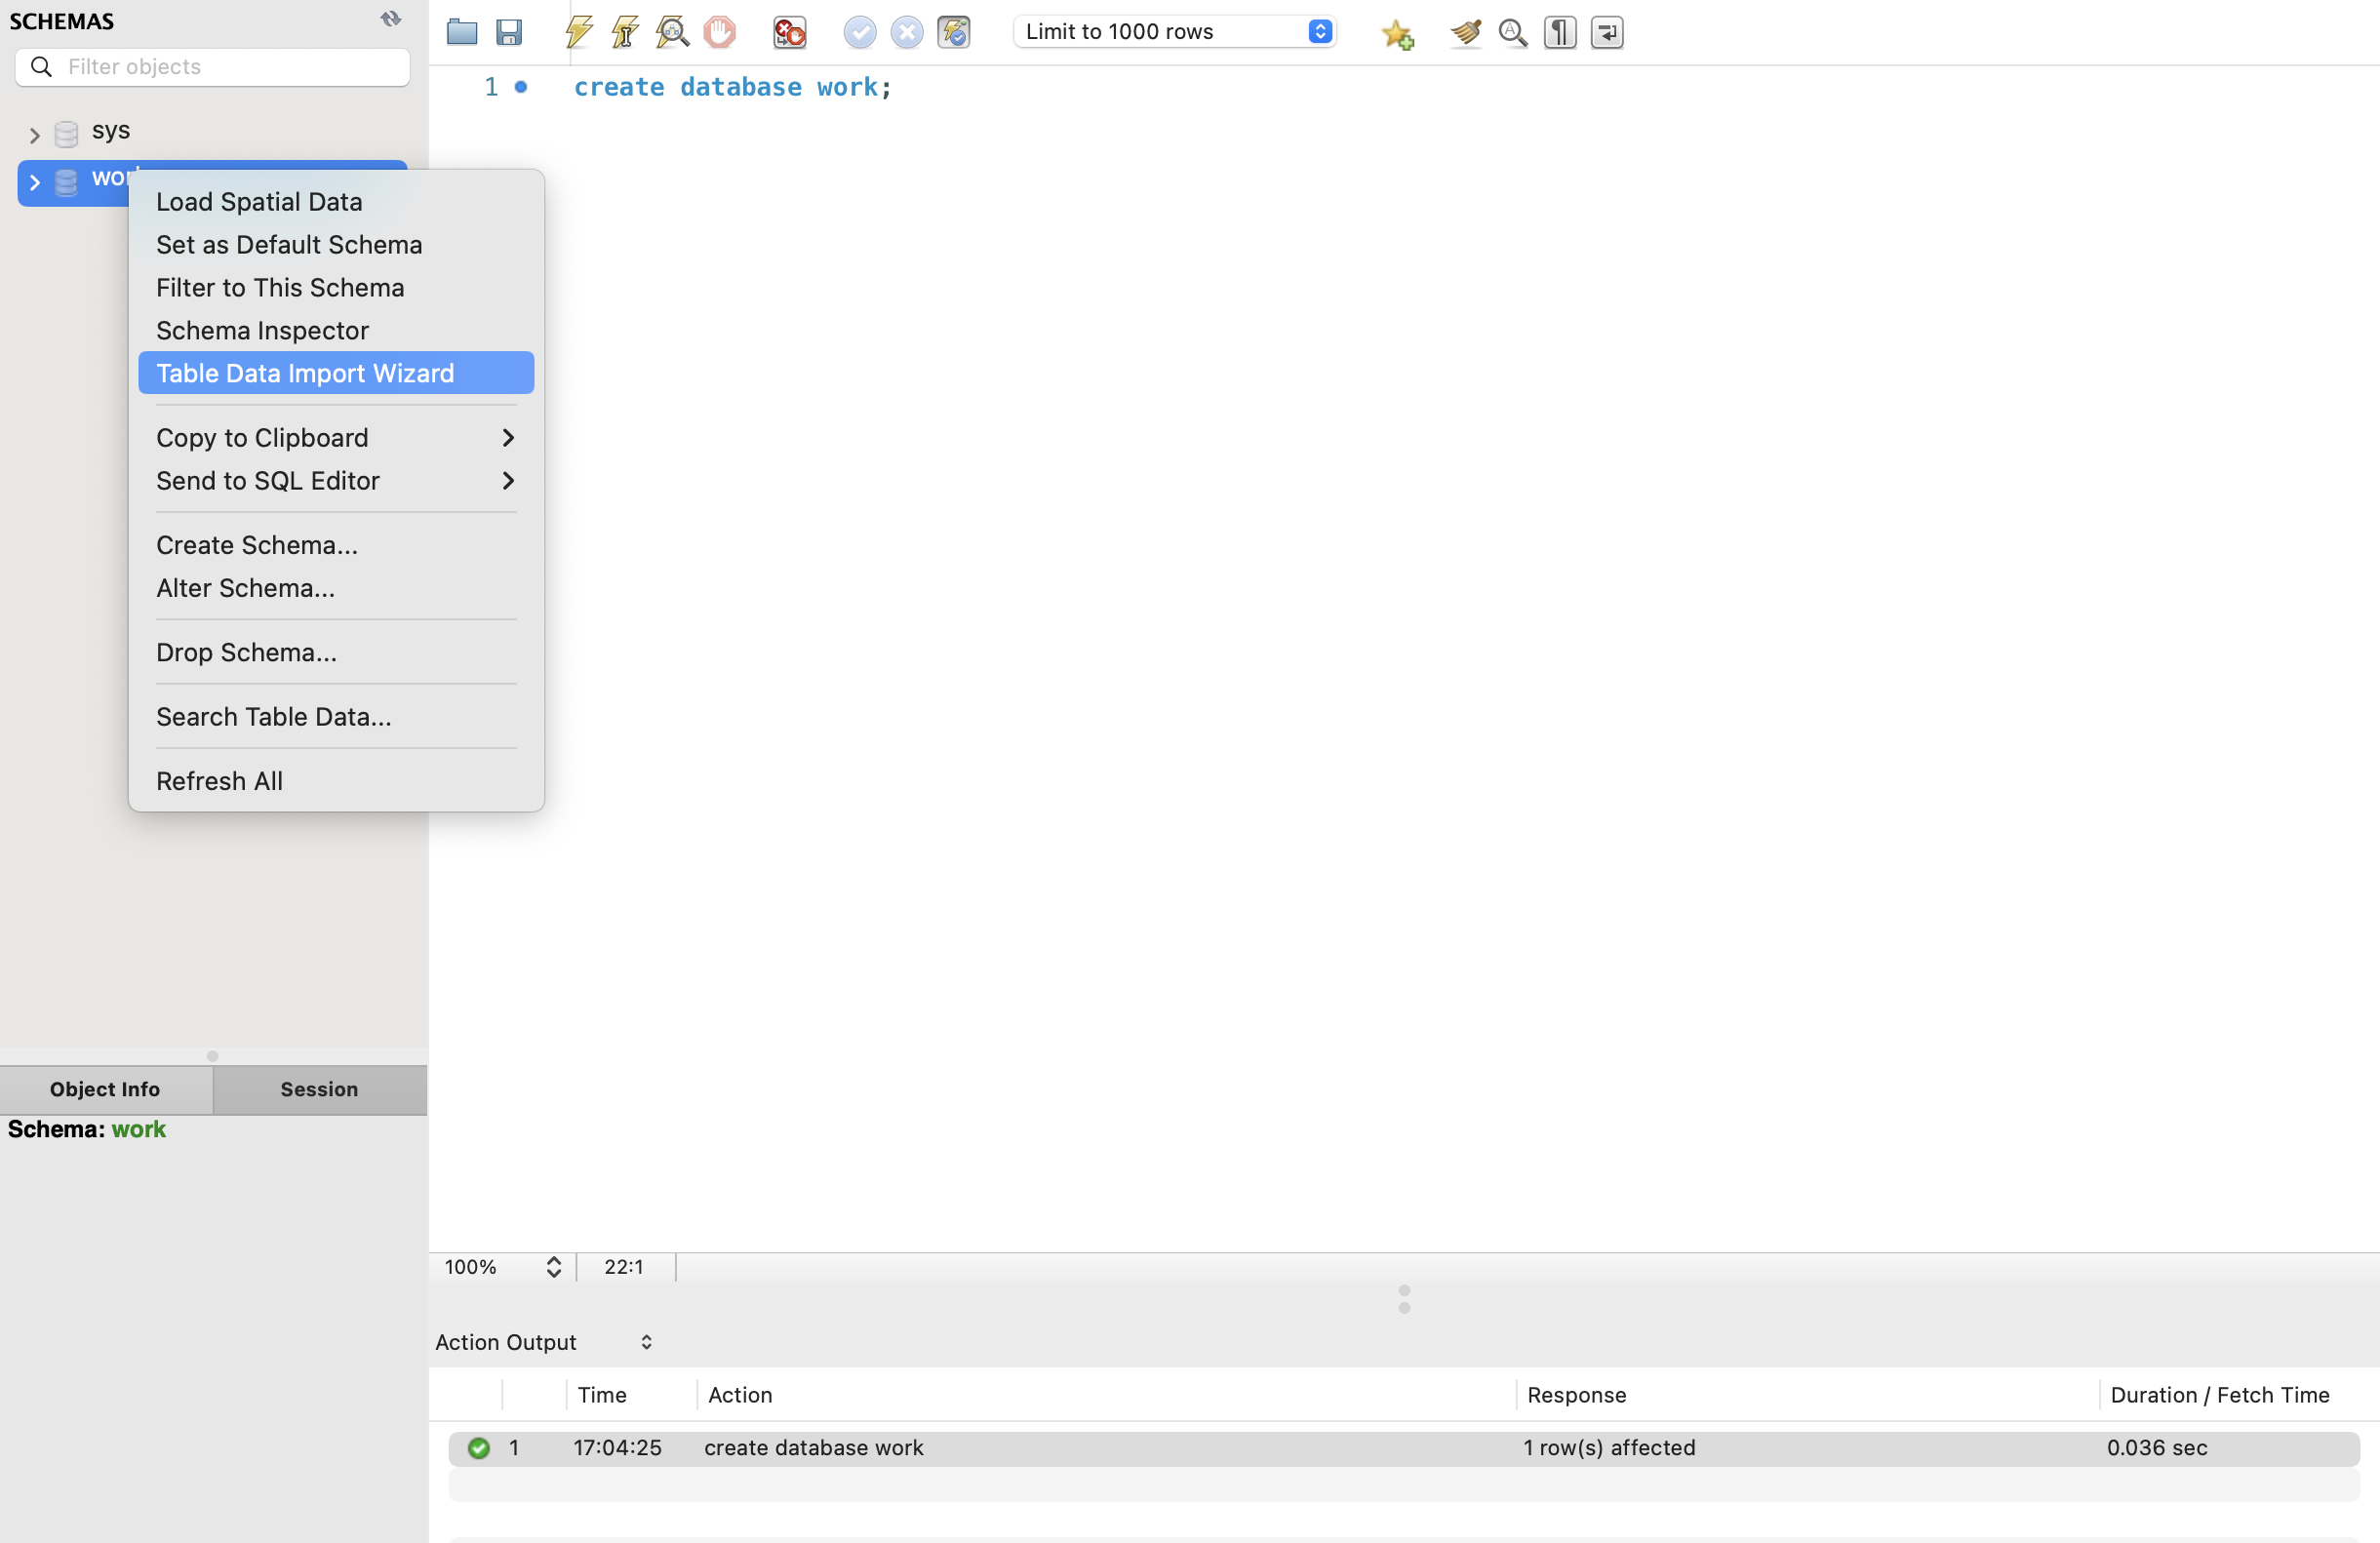 SCHEMAS
Filter objects
sys
Load Spatial Data
Set as Default Schema
Filter to This Schema
Schema Inspector
Table Data Import Wizard
Copy to Clipboard
Send to SQL Editor
Create Schema...
Alter Schema...
Drop Schema...
Search Table Data...
Refresh All
Object Info Session
Schema: work
Limit to 1000 rows
1 create database work;
100% 22:1
Action Output
Time Action Response Duration / Fetch Time
1 17:04:25 create database work 1 row(s) affected 0.036 sec